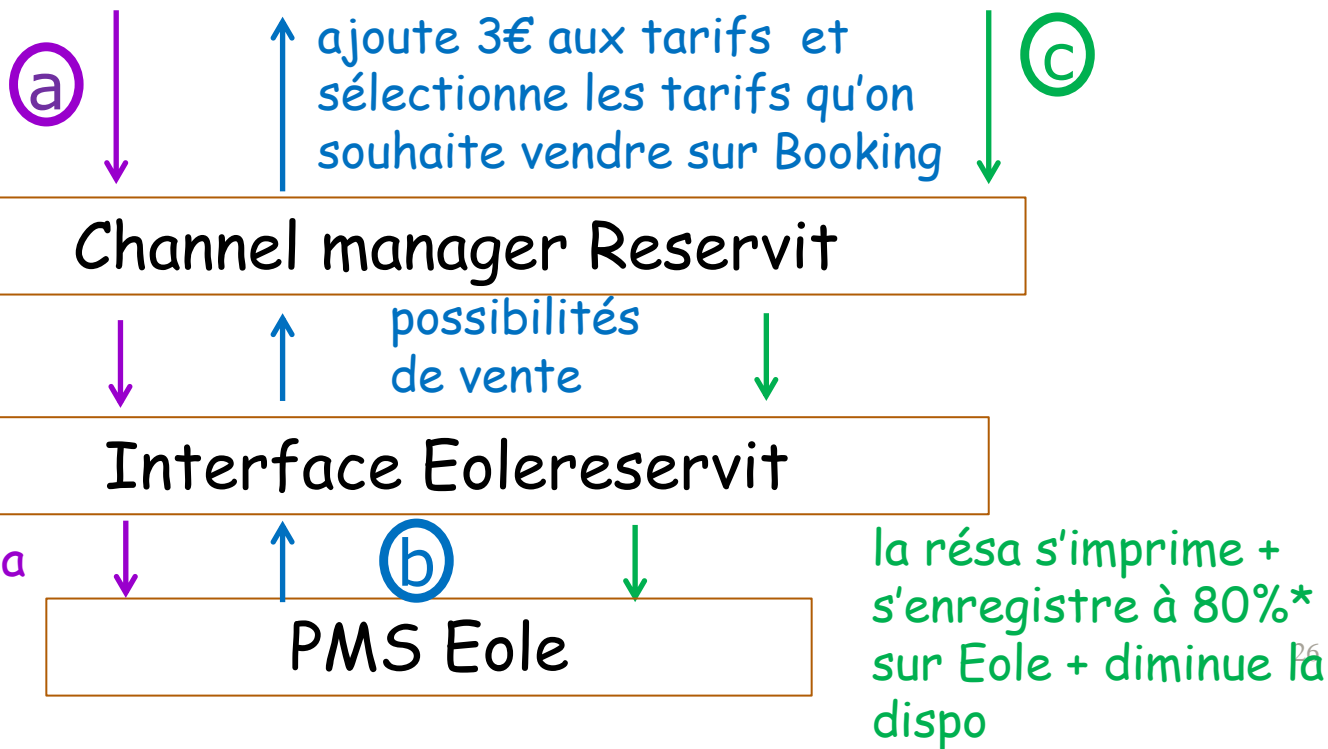 a
ajoute 3€ aux tarifs et
sélectionne les tarifs qu'on
souhaite vendre sur Booking
c
Channel manager Reservit
possibilités
de vente
Interface Eolereservit
a
b
PMS Eole
la résa s'imprime +
s'enregistre à 80%*
sur Eole + diminue la
dispo
26